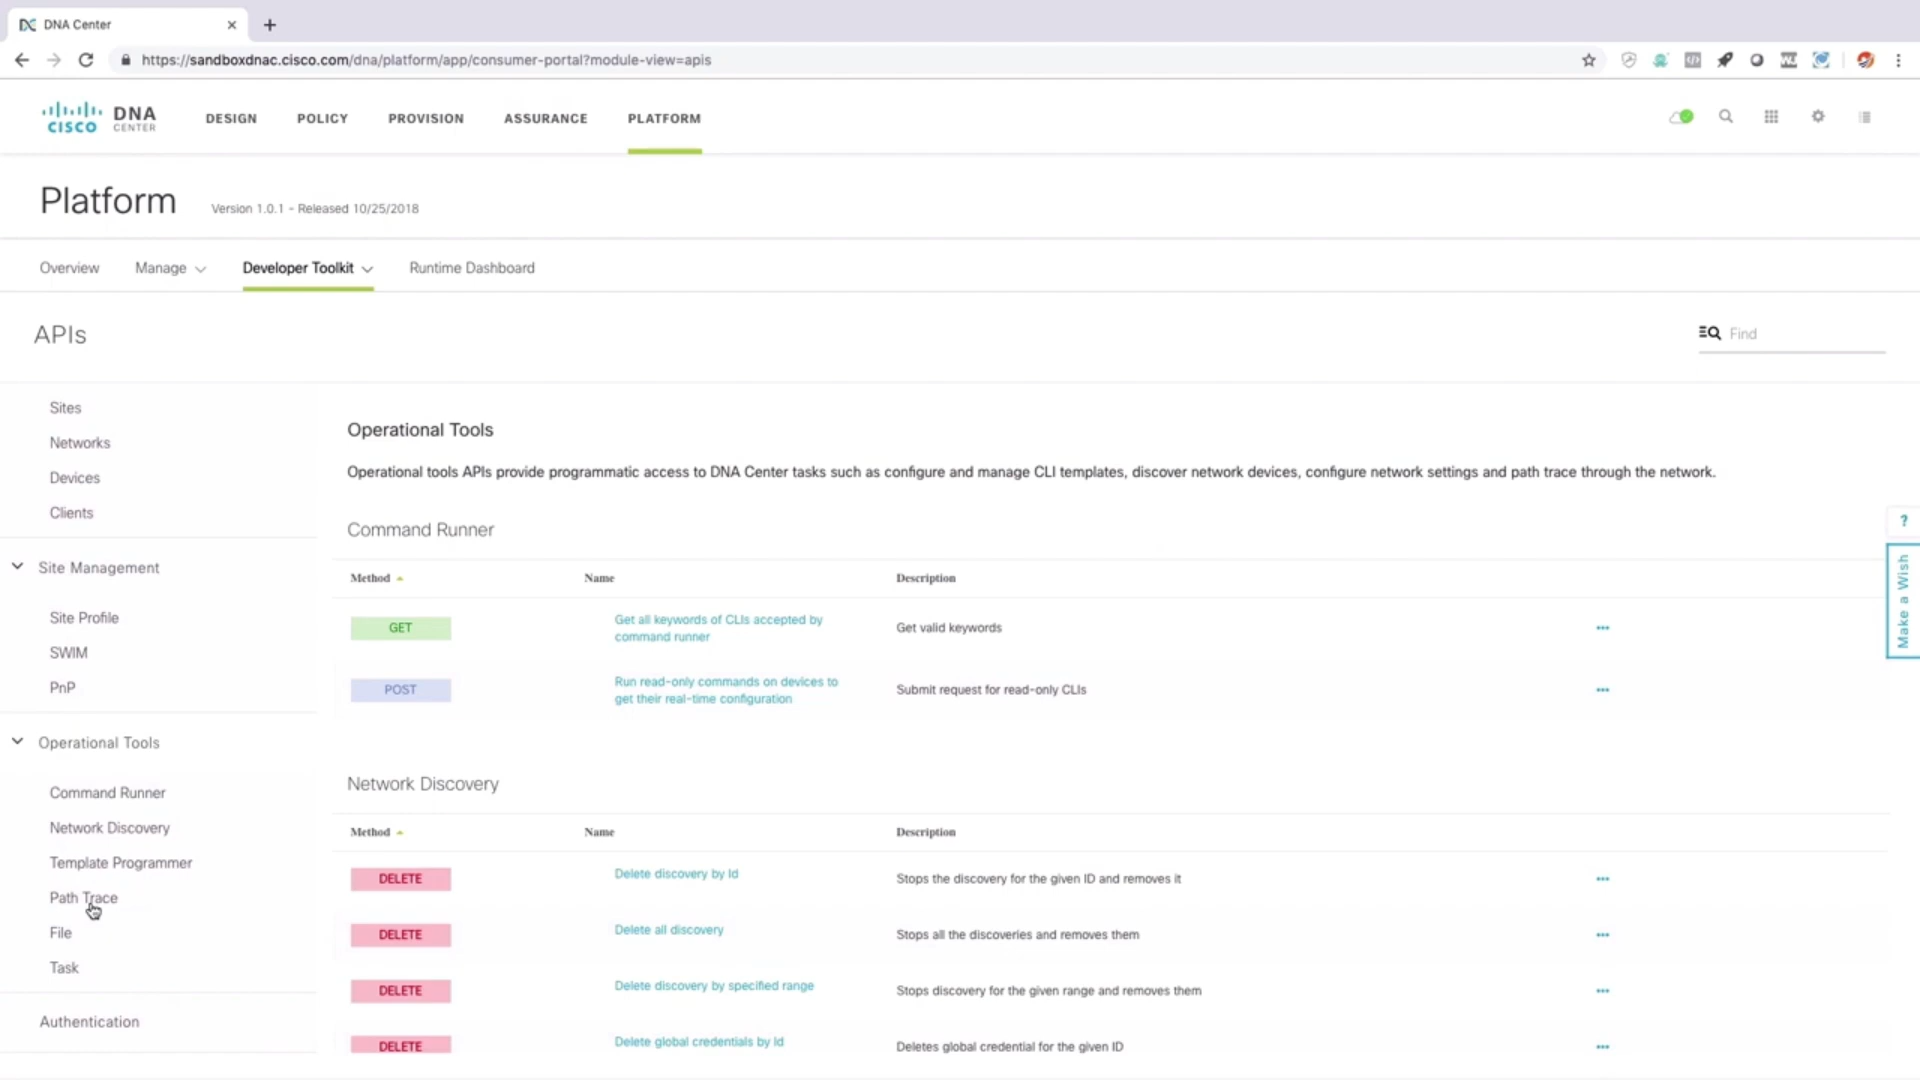 DNA Center
https://sandboxdnac.cisco.com/dna/platform/app/consumer-portal?module-view=apis
CISCO DNA CENTER
DESIGN POLICY PROVISION ASSURANCE PLATFORM
Platform Version 1.0.1 - Released 10/25/2018
Overview Manage Developer Toolkit Runtime Dashboard
APIs
Find
Sites
Networks
Devices
Clients
Site Management
Site Profile
SWIM
PnP
Operational Tools
Command Runner
Network Discovery
Template Programmer
Path Trace
File
Task
Authentication
Operational Tools
Operational tools APIs provide programmatic access to DNA Center tasks such as configure and manage CLI templates, discover network devices, configure network settings and path trace through the network.
Command Runner
Method Name Description
GET Get all keywords of CLIs accepted by command runner Get valid keywords
POST Run read-only commands on devices to get their real-time configuration Submit request for read-only CLIs
Network Discovery
Method Name Description
DELETE Delete discovery by Id Stops the discovery for the given ID and removes it
DELETE Delete all discovery Stops all the discoveries and removes them
DELETE Delete discovery by specified range Stops discovery for the given range and removes them
DELETE Delete global credentials by Id Deletes global credential for the given ID
?
Make a Wish